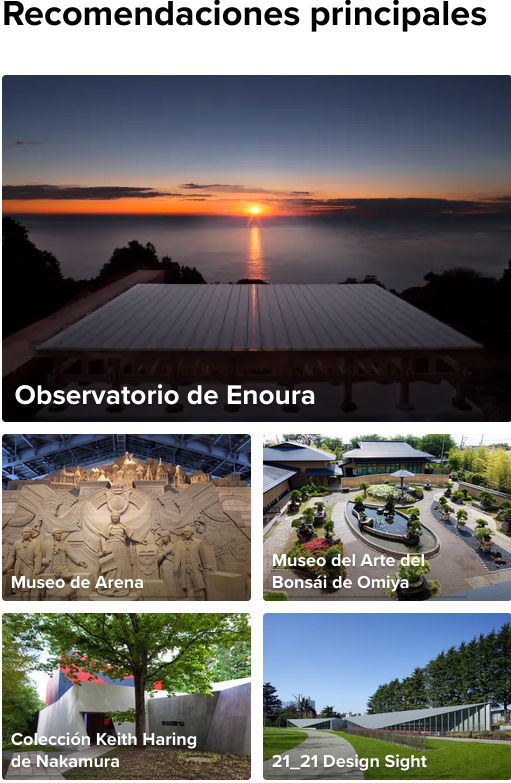 Recomendaciones principales
Observatorio de Enoura
Museo de Arena
Museo del Arte del
Bonsái de Omiya
Colección Keith Haring
de Nakamura
21_21 Design Sight